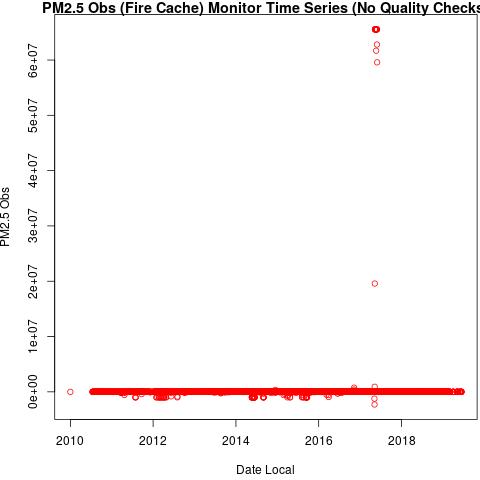 PM2.5 Obs (Fire Cache) Monitor Time Series (No Quality Checks
PM2.5 Obs
6e+07
5e+07
4e+07
3e+07
2e+07
1e+07
0e+00
2010 2012 2014 2016 2018
Date Local